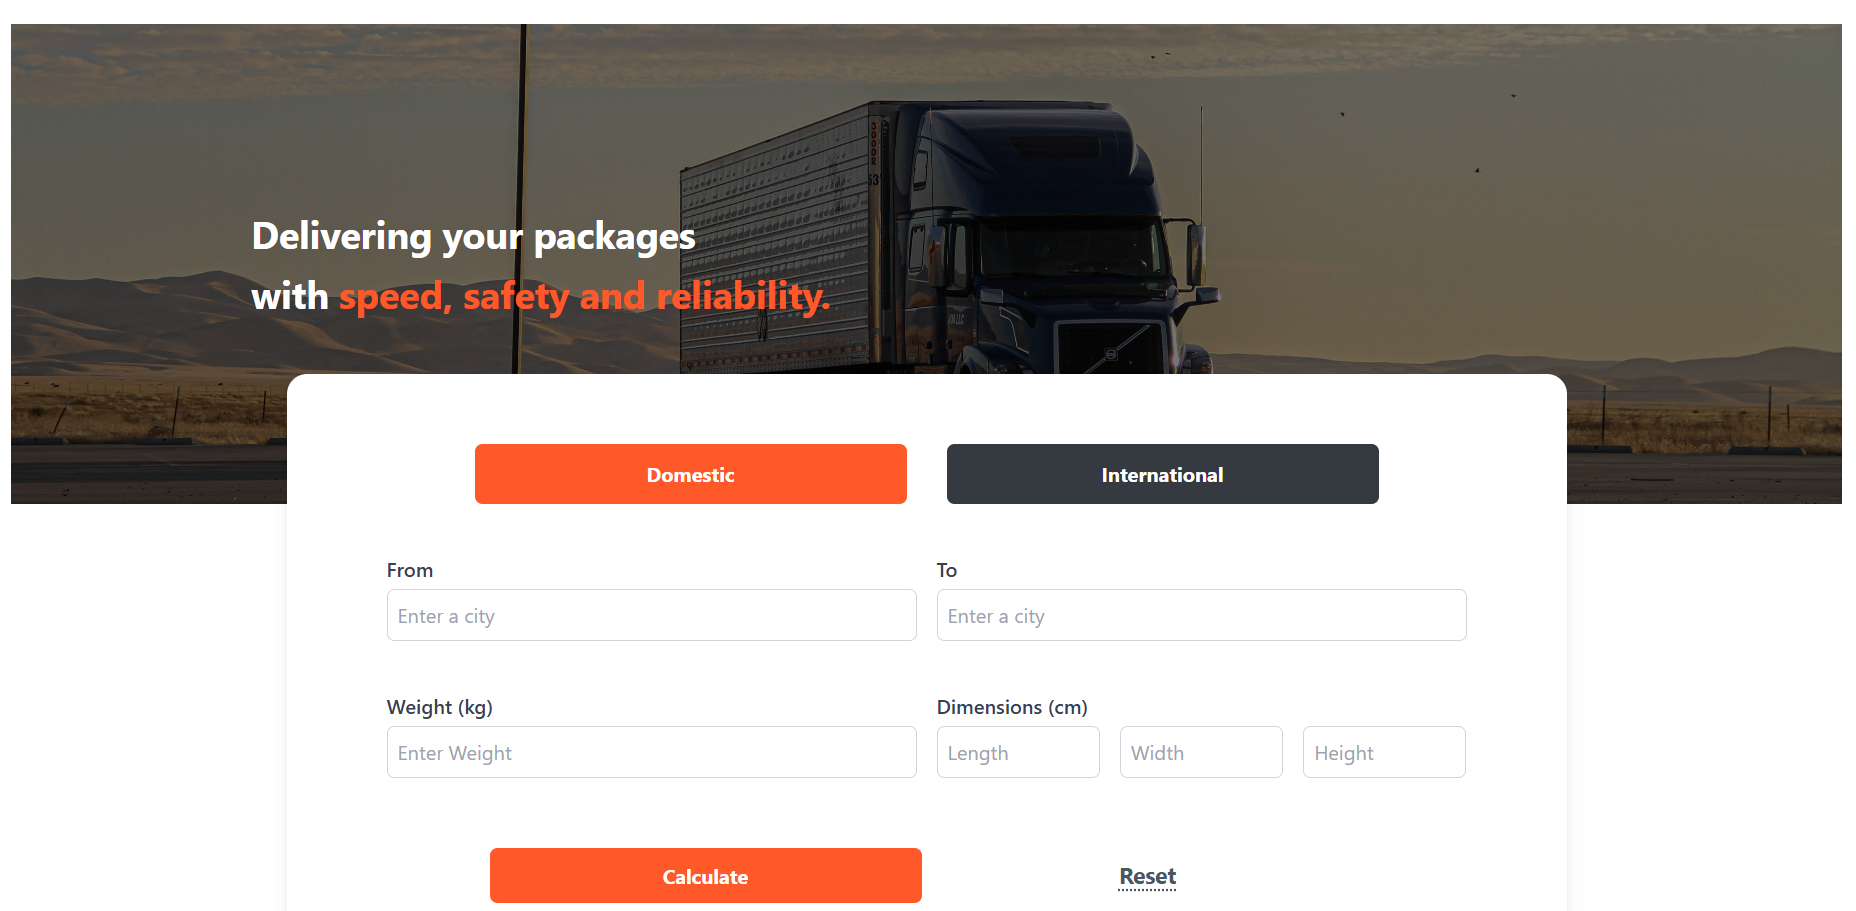 Delivering your packages
with speed, safety and reliability.
Domestic
International
From
To
Enter a city
Enter a city
Weight (kg)
Dimensions (cm)
Enter Weight
Length
Width
Height
Calculate
Reset